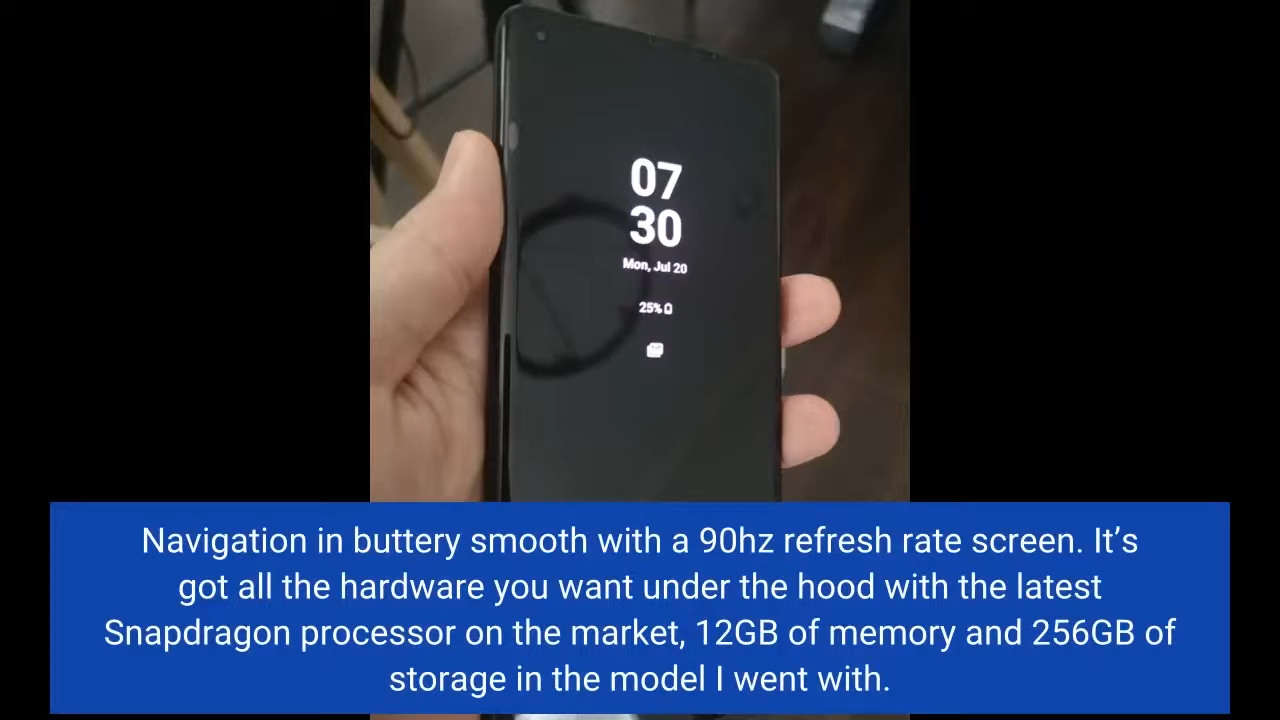 07
30
Mon, Jul 20
25%
Navigation in buttery smooth with a 90hz refresh rate screen. It’s
got all the hardware you want under the hood with the latest
Snapdragon processor on the market, 12GB of memory and 256GB of
storage in the model I went with.